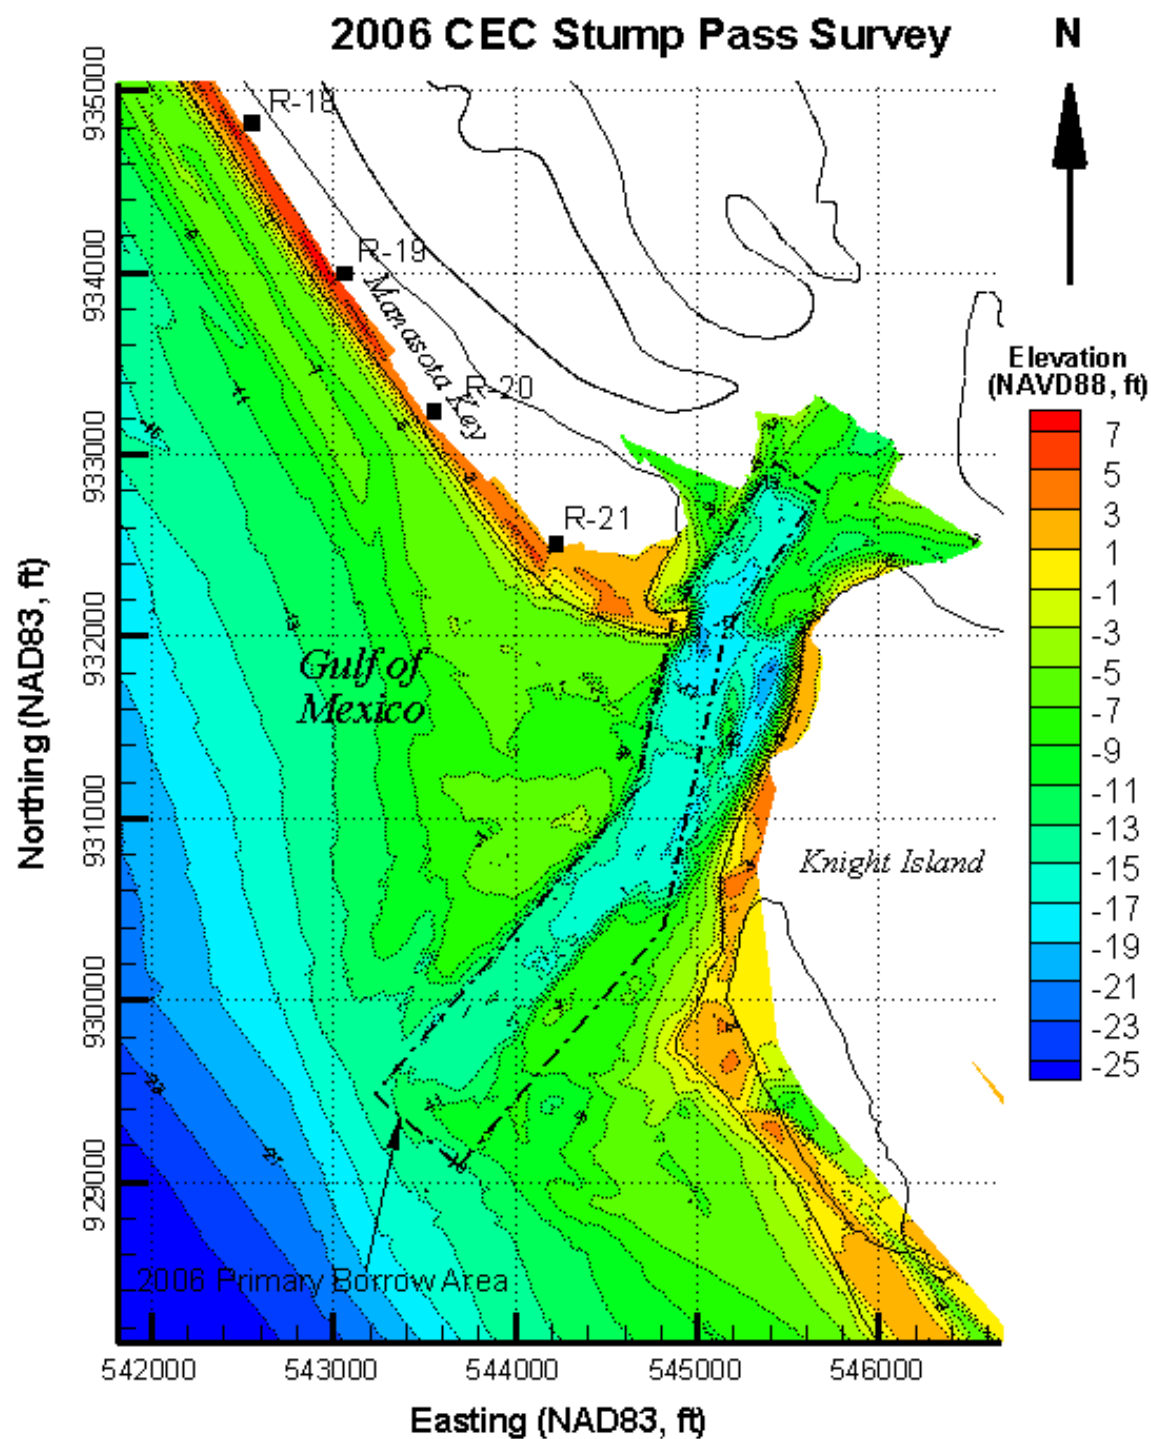 2006 CEC Stump Pass Survey
N
R-18
R-19
Manasota Key
R-20
R-21
Gulf of
Mexico
Knight Island
2006 Primary Borrow Area
Elevation
(NAVD88, ft)
7
5
3
1
-1
-3
-5
-7
-9
-11
-13
-15
-17
-19
-21
-23
-25
935000
934000
933000
932000
931000
930000
929000
Northing (NAD83, ft)
542000 543000 544000 545000 546000
Easting (NAD83, ft)